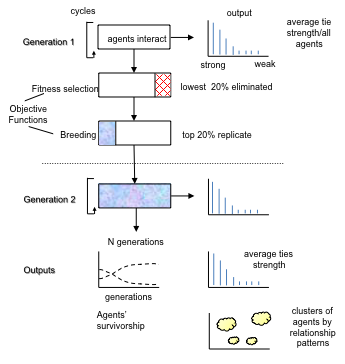 cycles
output
Generation 1
agents interact
average tie
strength/all
agents
strong
weak
Fitness selection
lowest 20% eliminated
Objective
Functions
Breeding
top 20% replicate
Generation 2
N generations
Outputs
average ties
strength
generations
Agents'
survivorship
clusters of
agents by
relationship
patterns